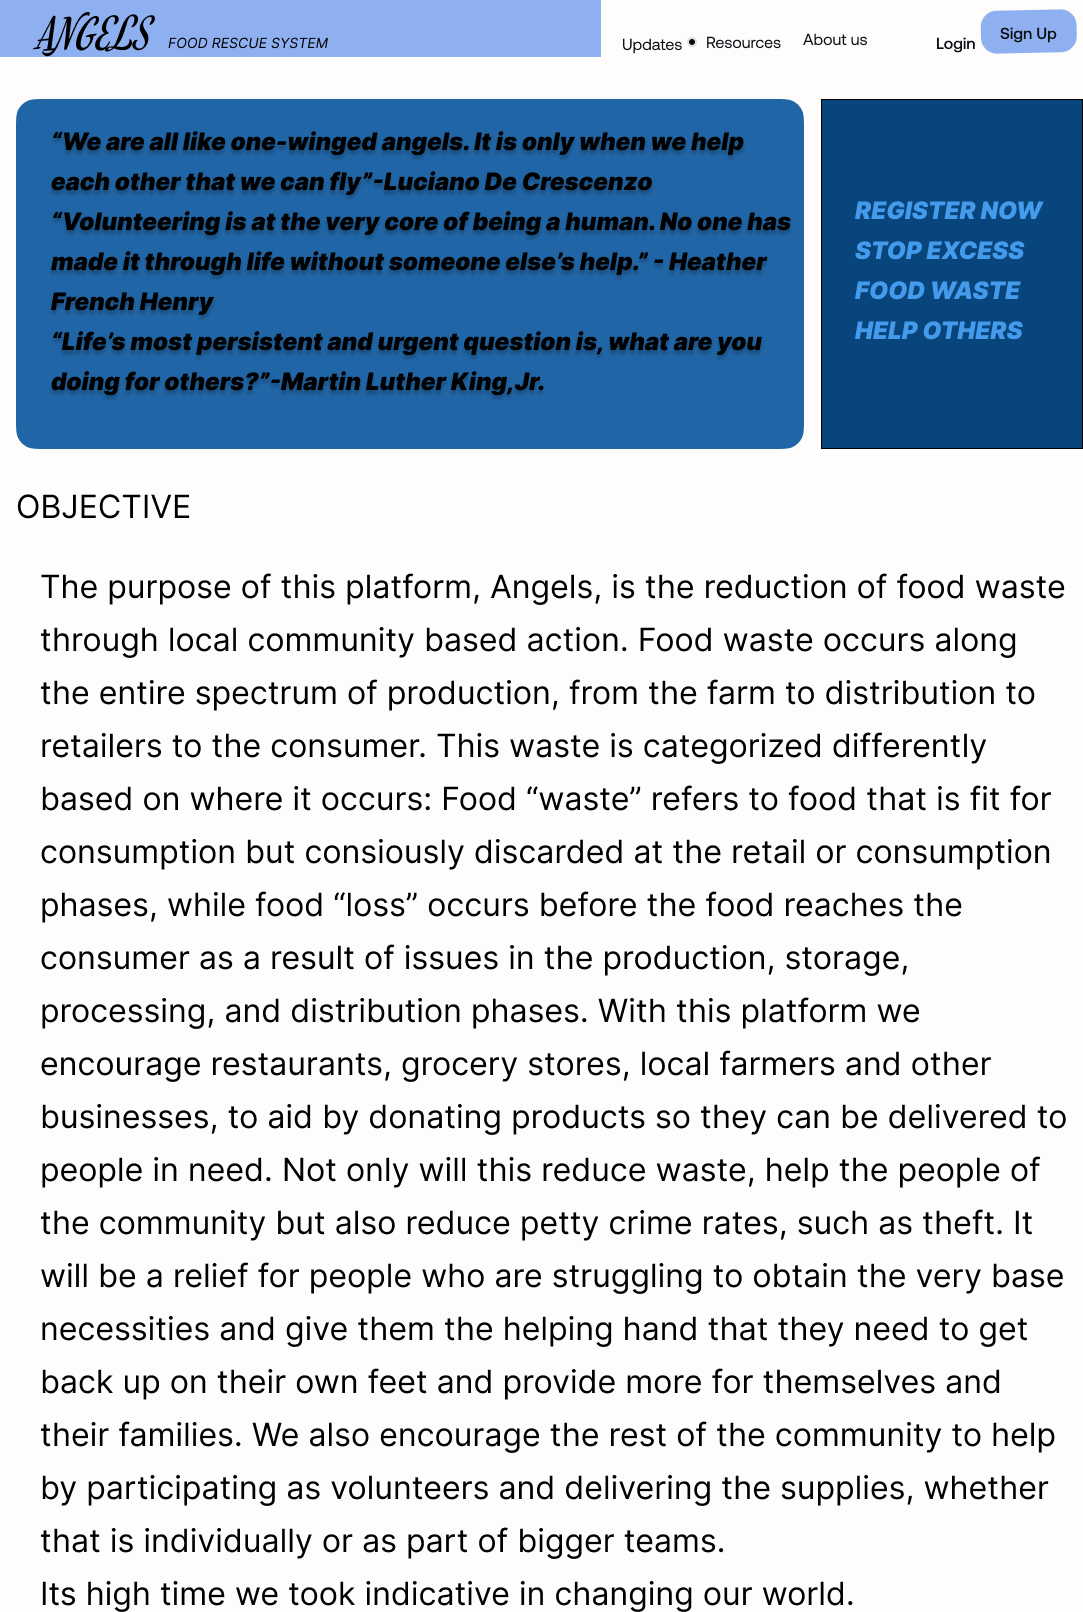 ANGELS FOOD RESCUE SYSTEM
Updates • Resources About us Login Sign Up
“We are all like one-winged angels. It is only when we help
each other that we can fly”-Luciano De Crescenzo
“Volunteering is at the very core of being a human. No one has
made it through life without someone else’s help.” - Heather
French Henry
“Life’s most persistent and urgent question is, what are you
doing for others?”-Martin Luther King,Jr.
REGISTER NOW
STOP EXCESS
FOOD WASTE
HELP OTHERS
OBJECTIVE
The purpose of this platform, Angels, is the reduction of food waste
through local community based action. Food waste occurs along
the entire spectrum of production, from the farm to distribution to
retailers to the consumer. This waste is categorized differently
based on where it occurs: Food “waste” refers to food that is fit for
consumption but consiously discarded at the retail or consumption
phases, while food “loss” occurs before the food reaches the
consumer as a result of issues in the production, storage,
processing, and distribution phases. With this platform we
encourage restaurants, grocery stores, local farmers and other
businesses, to aid by donating products so they can be delivered to
people in need. Not only will this reduce waste, help the people of
the community but also reduce petty crime rates, such as theft. It
will be a relief for people who are struggling to obtain the very base
necessities and give them the helping hand that they need to get
back up on their own feet and provide more for themselves and
their families. We also encourage the rest of the community to help
by participating as volunteers and delivering the supplies, whether
that is individually or as part of bigger teams.
Its high time we took indicative in changing our world.